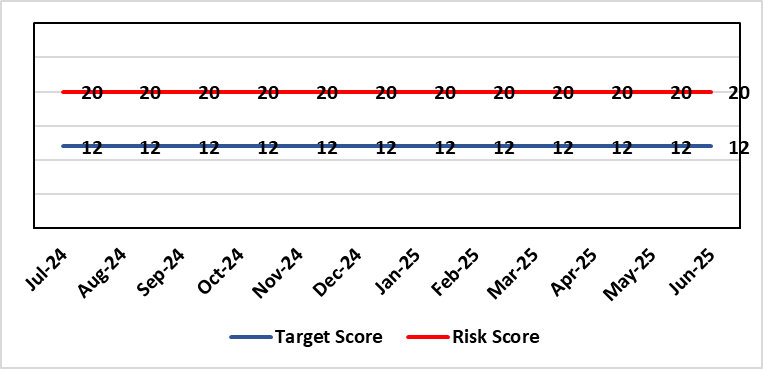 20 20 20 20 20 20 20 20 20 20 20 20
12 12 12 12 12 12 12 12 12 12 12 12
Jul-24 Aug-24 Sep-24 Oct-24 Nov-24 Dec-24 Jan-25 Feb-25 Mar-25 Apr-25 May-25 Jun-25
Target Score Risk Score